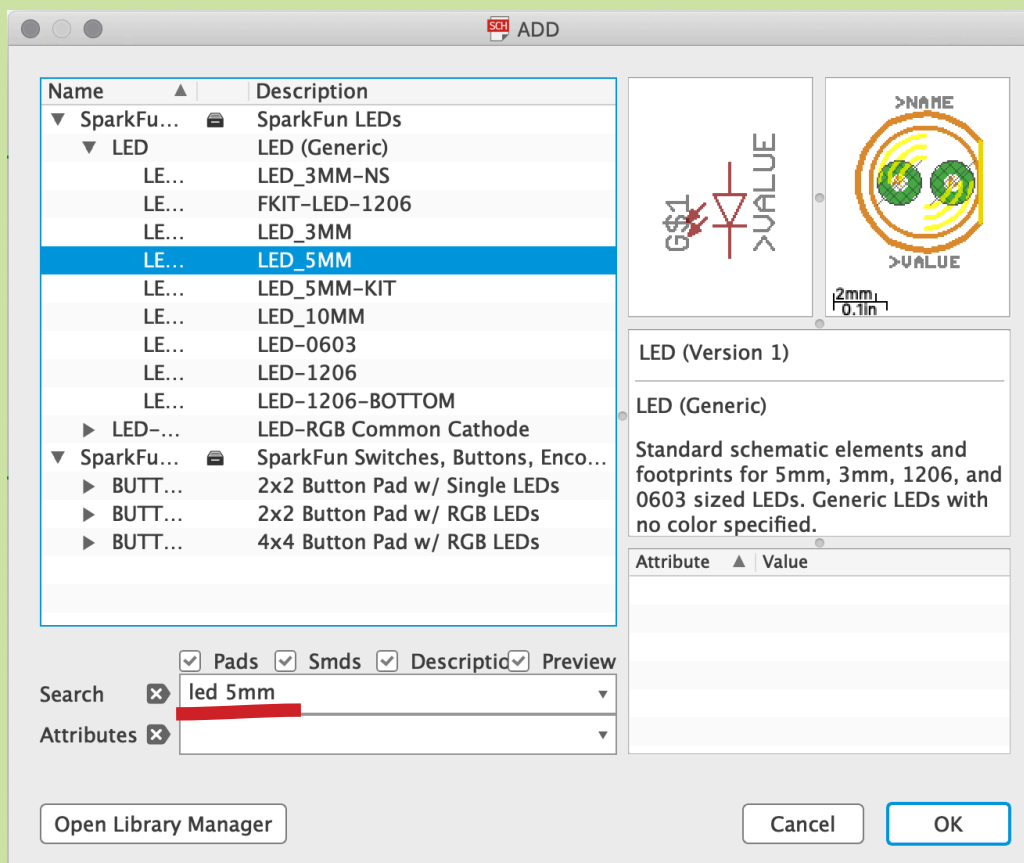 SCH ADD
Name Description
SparkFu... SparkFun LEDs
LED LED (Generic)
LE... LED_3MM-NS
LE... FKIT-LED-1206
LE... LED_3MM
LE... LED_5MM
LE... LED_5MM-KIT
LE... LED_10MM
LE... LED-0603
LE... LED-1206
LE... LED-1206-BOTTOM
LED-... LED-RGB Common Cathode
SparkFu... SparkFun Switches, Buttons, Enco...
BUTT... 2x2 Button Pad w/ Single LEDs
BUTT... 2x2 Button Pad w/ RGB LEDs
BUTT... 4x4 Button Pad w/ RGB LEDs
Pads Smds Descriptio Preview
Search led 5mm
Attributes
Open Library Manager
G$1
>VALUE
>NAME
>VALUE
2mm
0.1in
LED (Version 1)
LED (Generic)
Standard schematic elements and
footprints for 5mm, 3mm, 1206, and
0603 sized LEDs. Generic LEDs with
no color specified.
Attribute Value
Cancel OK